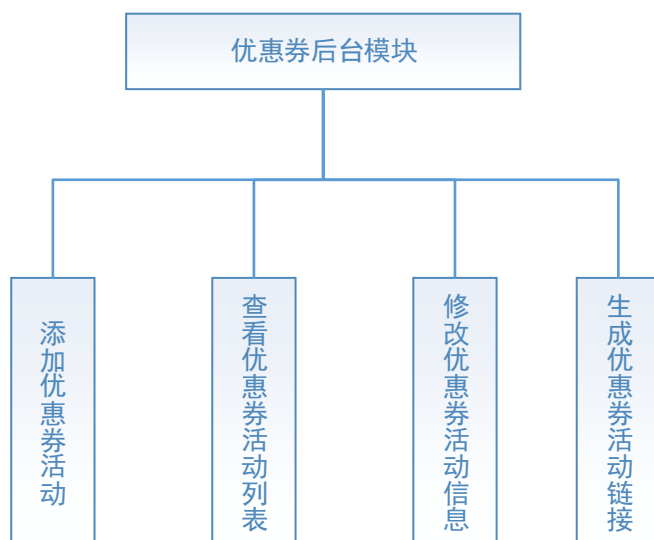 优惠券后台模块
添加优惠券活动
查看优惠券活动列表
修改优惠券活动信息
生成优惠券活动链接